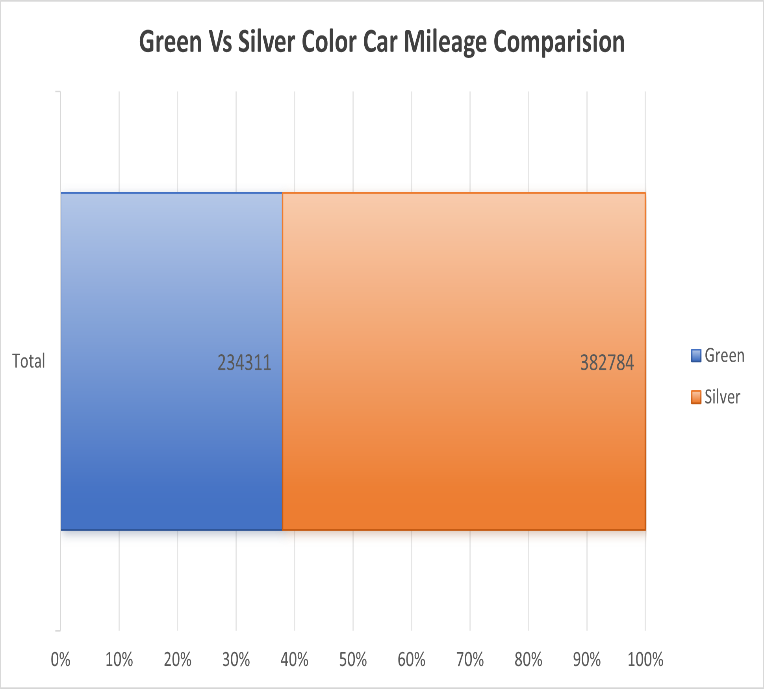 Green Vs Silver Color Car Mileage Comparision
Total
234311
382784
Green
Silver
0% 10% 20% 30% 40% 50% 60% 70% 80% 90% 100%